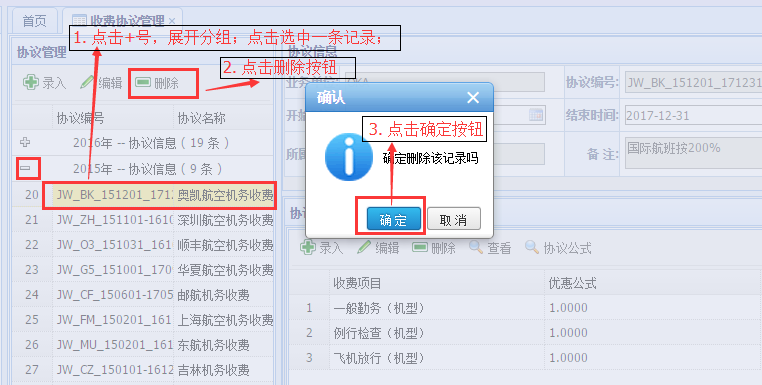 首页
收费协议管理
1. 点击+号，展开分组；点击选中一条记录；
协议管理
协议信息
录入 编辑 删除
2. 点击删除按钮
协议编号 协议名称
2016年 -- 协议信息 ( 19 条 )
2015年 -- 协议信息 ( 9 条 )
20 JW_BK_151201_171 奥凯航空机务收费
21 JW_ZH_151101-1610 深圳航空机务收费
22 JW_O3_151031_161 顺丰航空机务收费
23 JW_G5_151001_170 华夏航空机务收费
24 JW_CF_150601-1705 邮航机务收费
25 JW_FM_150201_161 上海航空机务收费
26 JW_MU_150201_161 东航机务收费
27 JW_CZ_150101-1612 吉林机务收费
协议编号: JW_BK_151201_171231
结束时间: 2017-12-31
备 注: 国际航班按200%
确认
3. 点击确定按钮
确定删除该记录吗
确定 取消
录入 编辑 删除 查看 协议公式
收费项目 优惠公式
1 一般勤务（机型） 1.0000
2 例行检查（机型） 1.0000
3 飞机放行（机型） 1.0000